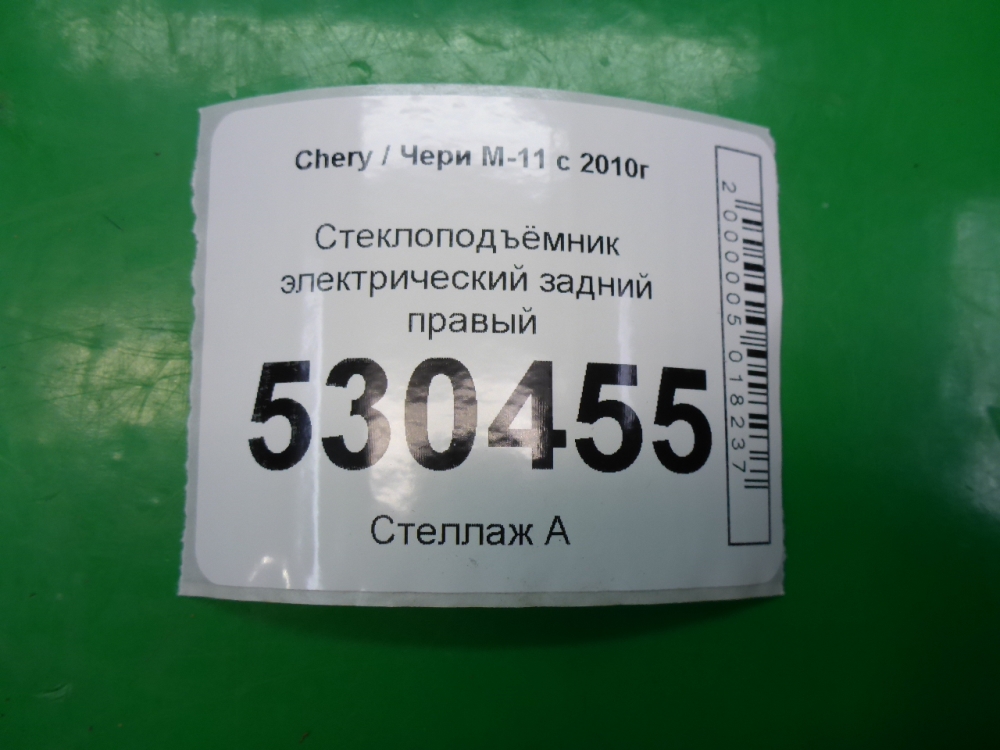 Chery / Чери М-11 с 2010г
Стеклоподъёмник
электрический задний
правый
530455
Стеллаж А
2000005018237